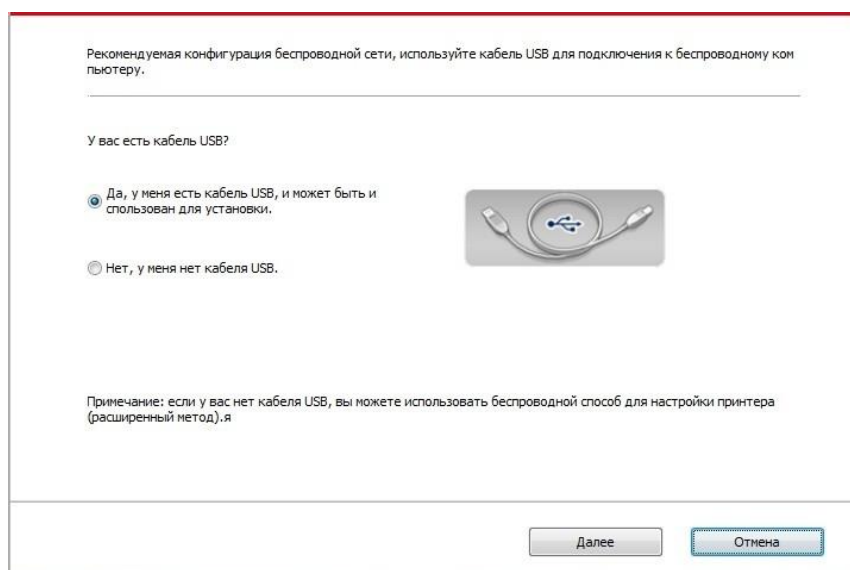 Рекомендуемая конфигурация беспроводной сети, используйте кабель USB для подключения к беспроводному ком
пьютеру.
У вас есть кабель USB?
Да, у меня есть кабель USB, и может быть и
спользован для установки.
Нет, у меня нет кабеля USB.
Примечание: если у вас нет кабеля USB, вы можете использовать беспроводной способ для настройки принтера
(расширенный метод).я
Далее
Отмена